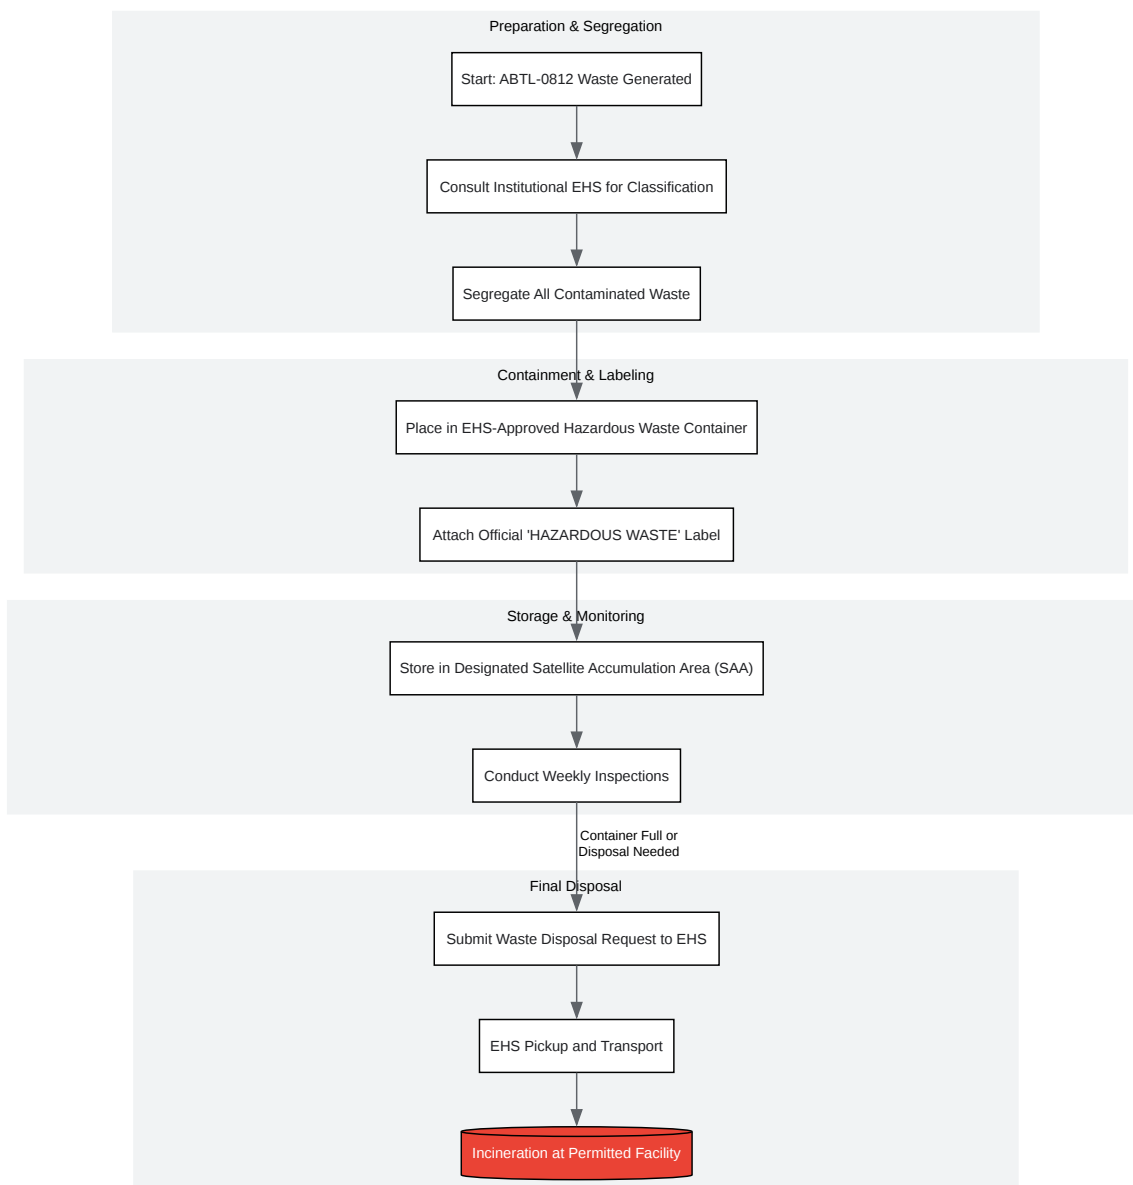 Preparation & Segregation
Start: ABTL-0812 Waste Generated
Consult Institutional EHS for Classification
Segregate All Contaminated Waste
Containment & Labeling
Place in EHS-Approved Hazardous Waste Container
Attach Official 'HAZARDOUS WASTE' Label
Storage & Monitoring
Store in Designated Satellite Accumulation Area (SAA)
Conduct Weekly Inspections
Container Full or
Disposal Needed
Final Disposal
Submit Waste Disposal Request to EHS
EHS Pickup and Transport
Incineration at Permitted Facility